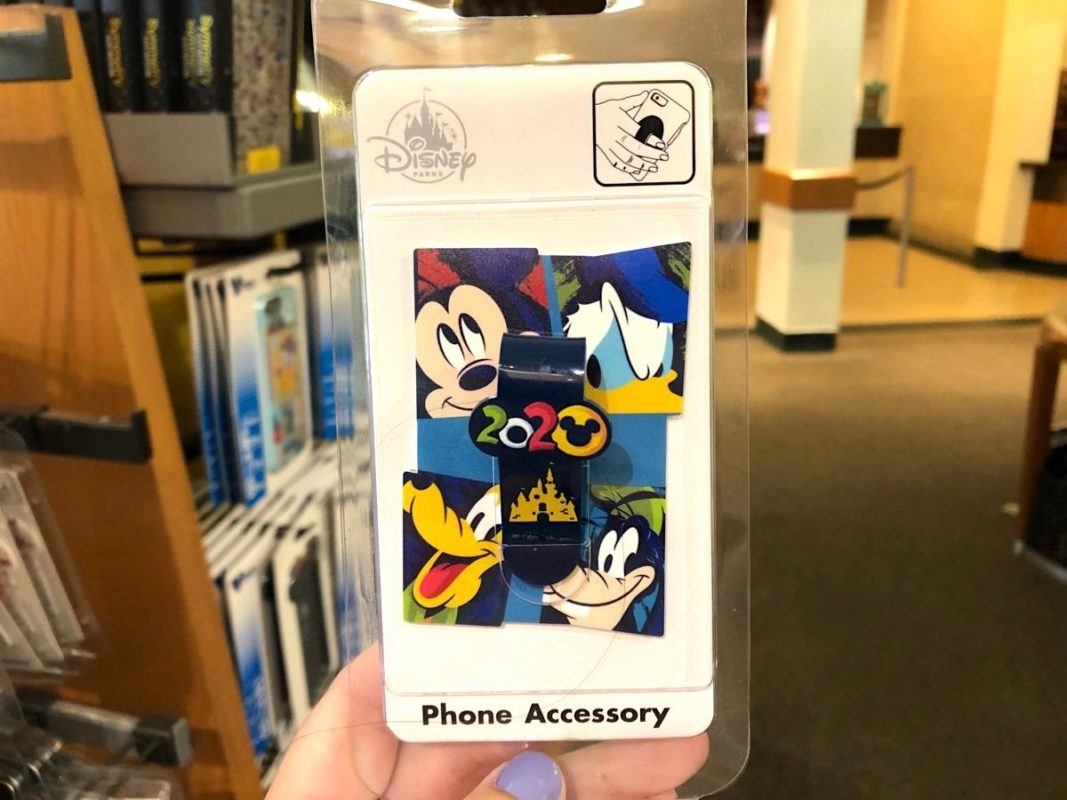 Disney
PARKS
2020
Phone Accessory